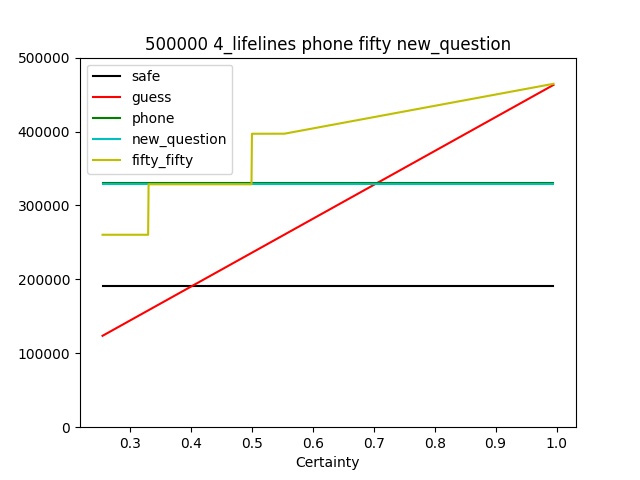 500000 4_lifelines phone fifty new_question
safe
guess
phone
new_question
fifty_fifty
500000
400000
300000
200000
100000
0
0.3 0.4 0.5 0.6 0.7 0.8 0.9 1.0
Certainty